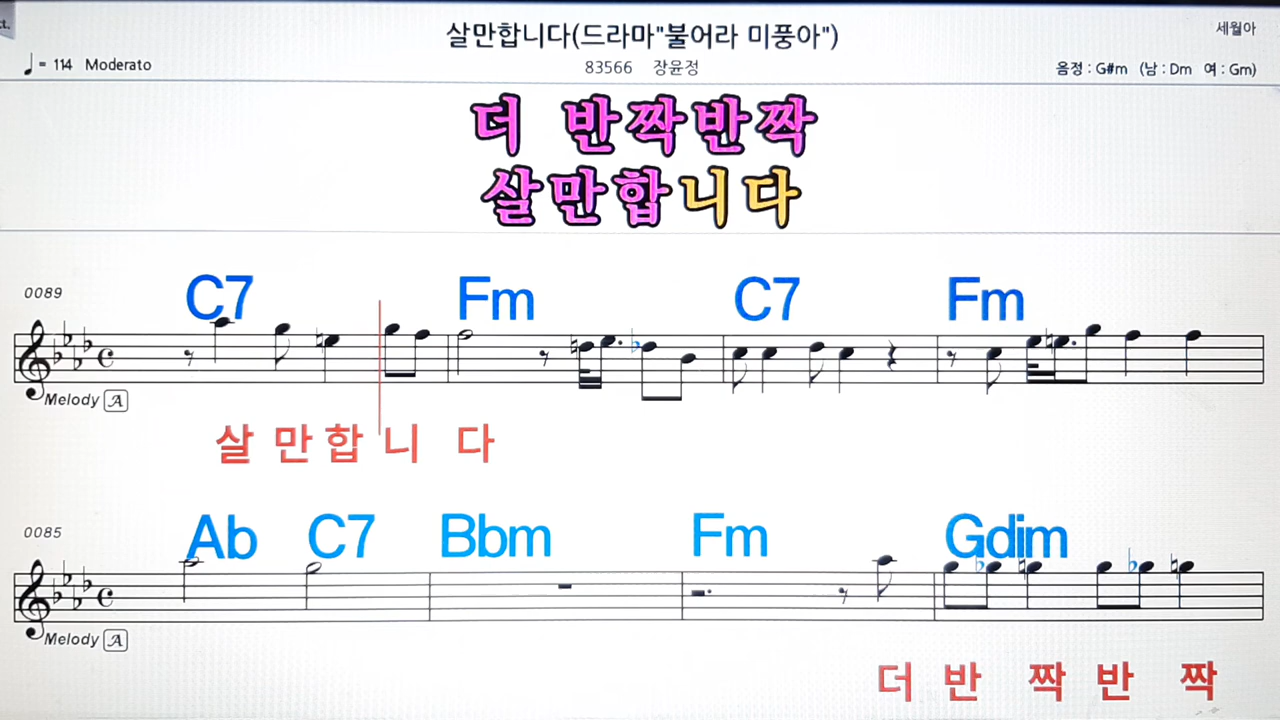 살만합니다(드라마"불어라 미풍아")
세월아
♩= 114 Moderato
83566 장윤정
음정 : G#m (남 : Dm 여 : Gm)
더 반짝반짝
살만합니다
0089
C7 Fm C7 Fm
Melody A
살 만 합 니 다
0085
Ab C7 Bbm Fm Gdim
Melody A
더 반 짝 반 짝